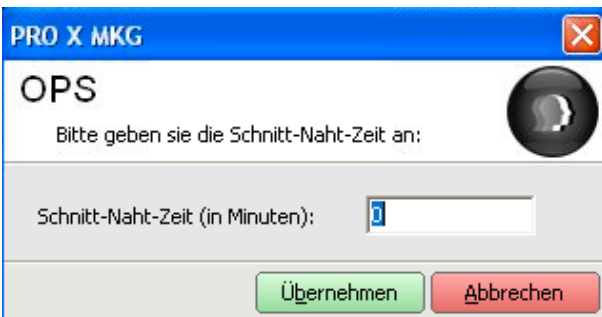 PRO X MKG
OPS
Bitte geben sie die Schnitt-Naht-Zeit an:
Schnitt-Naht-Zeit (in Minuten): 0
Übernehmen Abbrechen